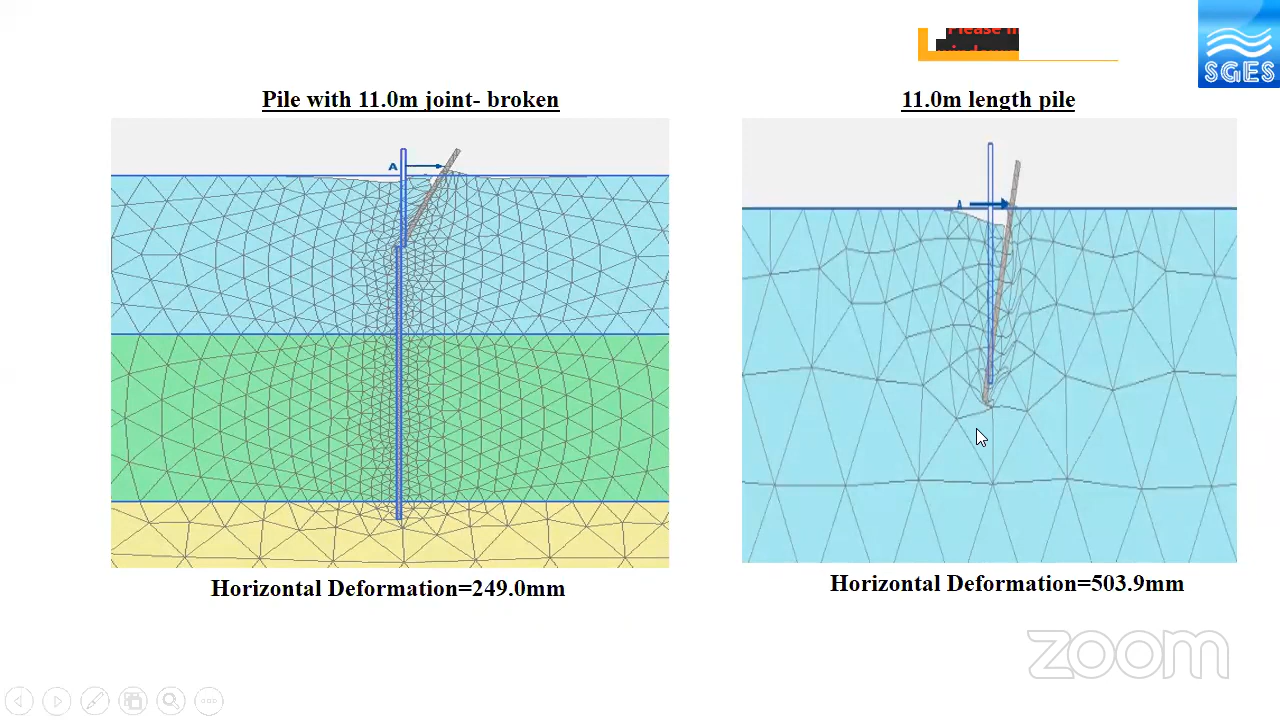 Please
SGES
Pile with 11.0m joint- broken
11.0m length pile
A
A
Horizontal Deformation=249.0mm
Horizontal Deformation=503.9mm
zoom